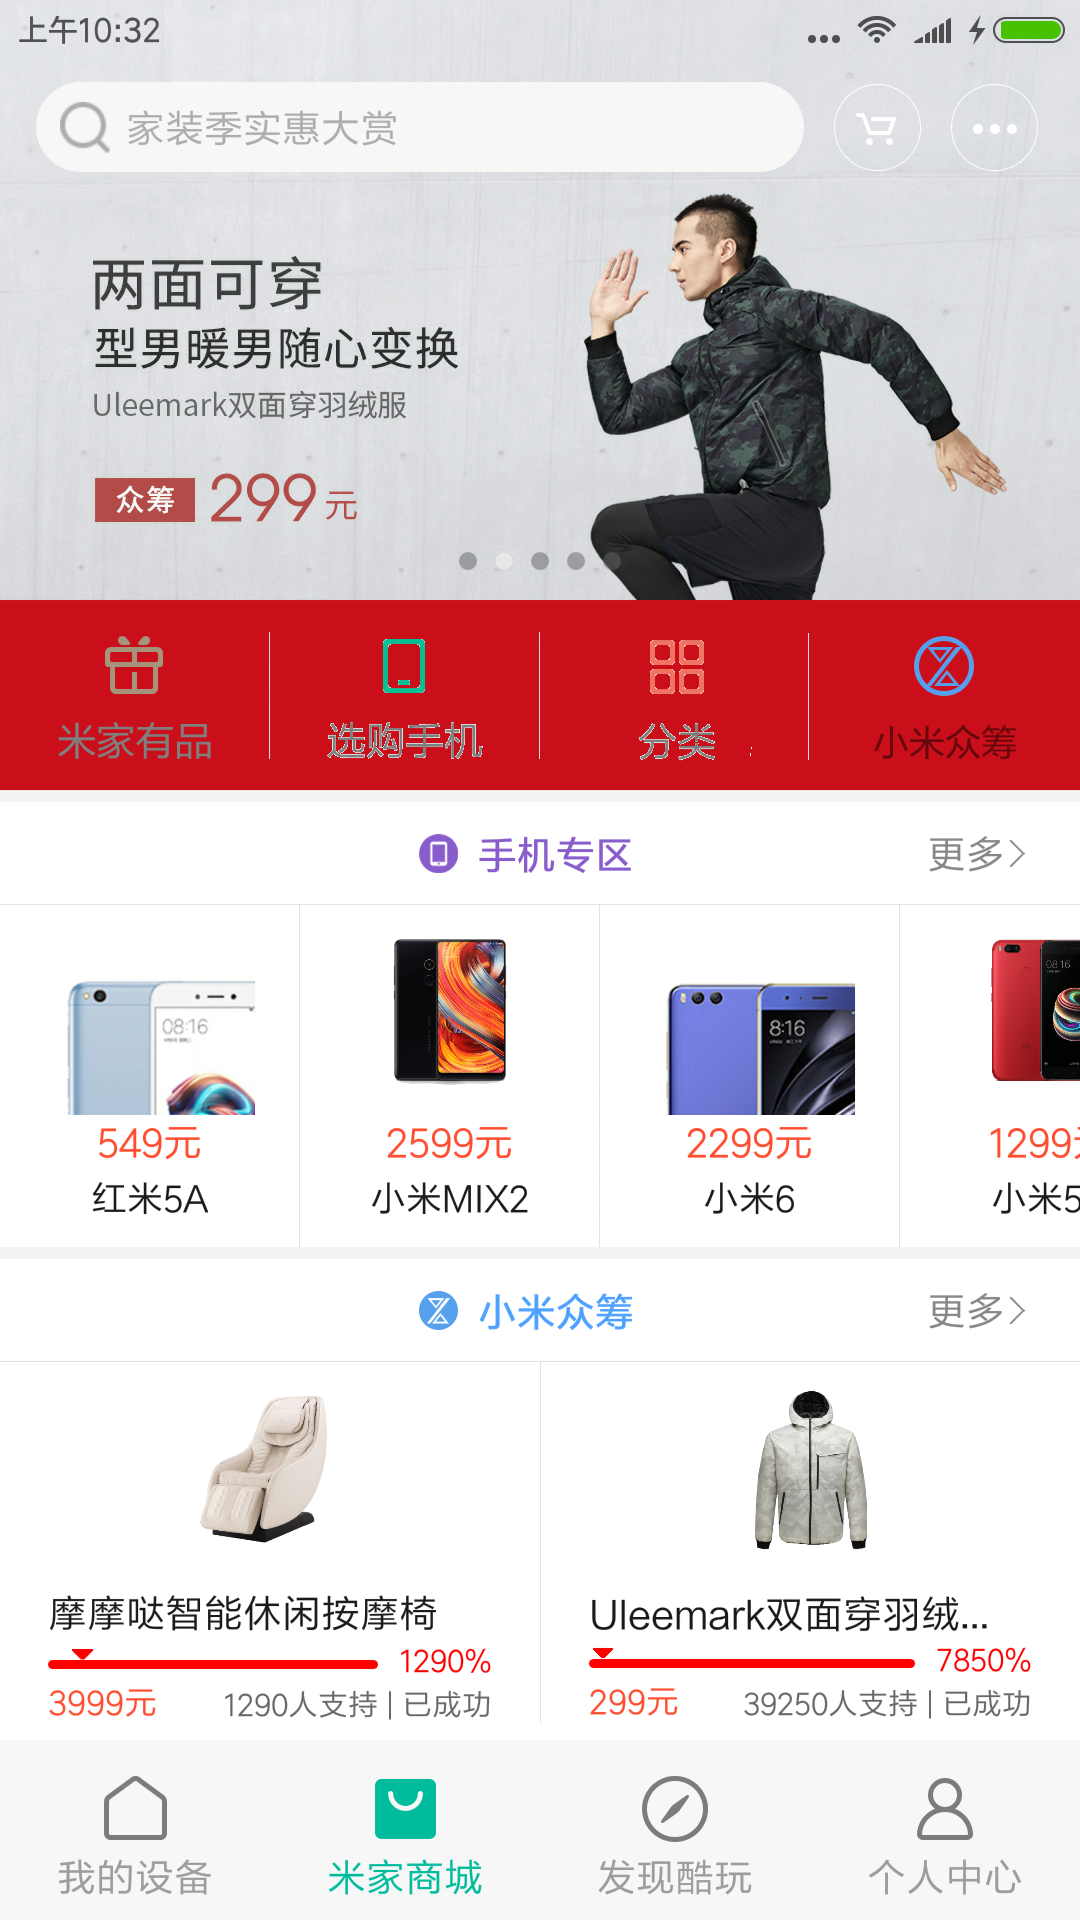 上午10:32
家装季实惠大赏
两面可穿
型男暖男随心变换
Uleemark双面穿羽绒服
众筹 299元
米家有品 选购手机 分类 小米众筹
手机专区 更多
08:16 8:16 08:16
549元 2599元 2299元 1299元
红米5A 小米MIX2 小米6 小米5
小米众筹 更多
摩摩哒智能休闲按摩椅 Uleemark双面穿羽绒...
1290% 7850%
3999元 1290人支持 | 已成功 299元 39250人支持 | 已成功
我的设备 米家商城 发现酷玩 个人中心